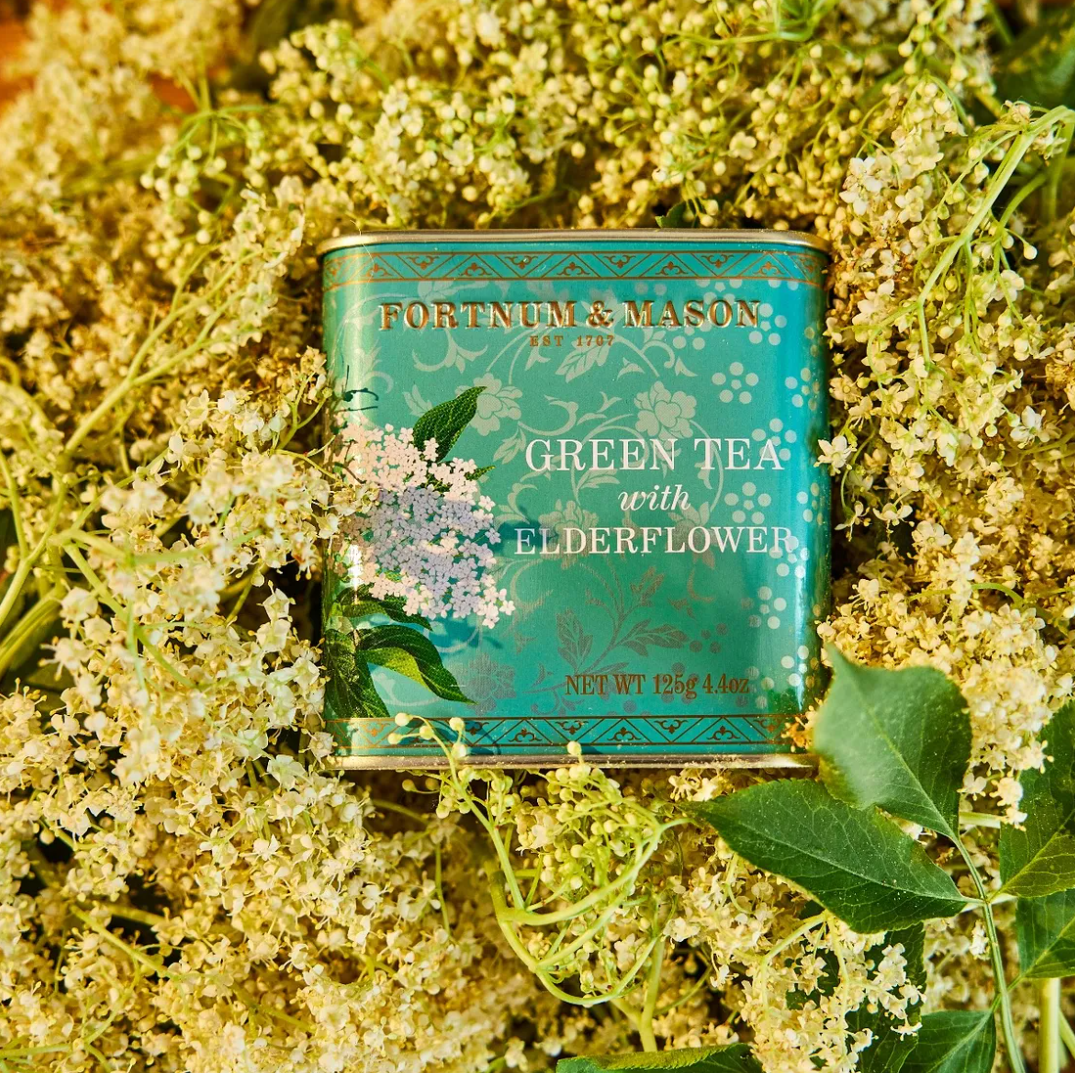 FORTNUM & MASON
EST 1707
GREEN TEA
with
ELDERFLOWER
NET WT 125g 4.4oz